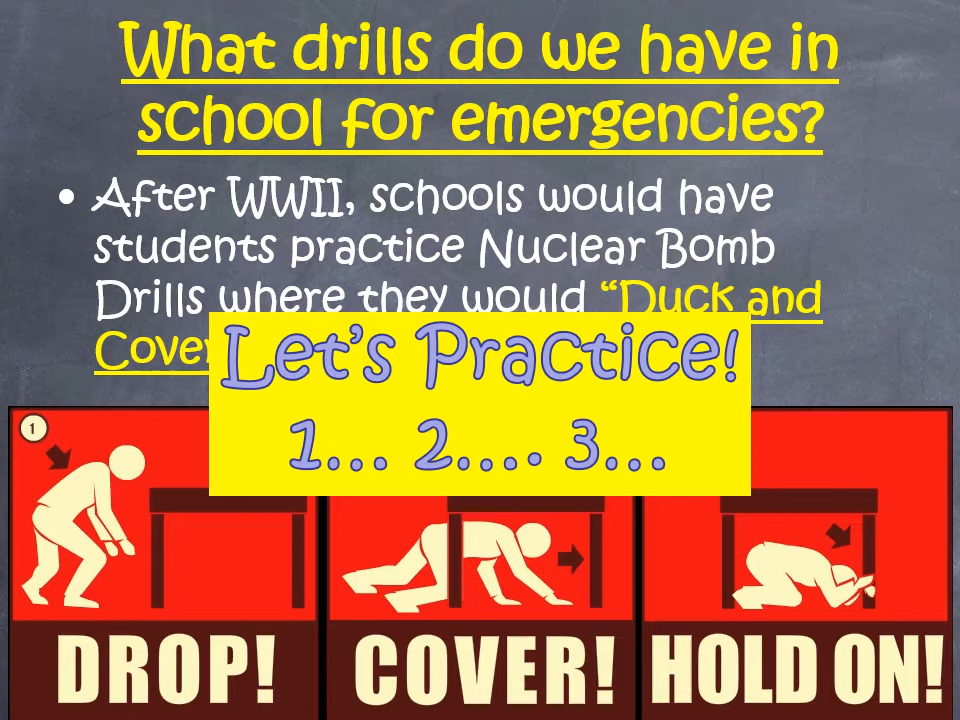 What drills do we have in
school for emergencies?
• After WWII, schools would have
students practice Nuclear Bomb
Drills where they would “Duck and
Cover
Let’s Practice!
1… 2…. 3…
1
DROP!
COVER!
HOLD ON!